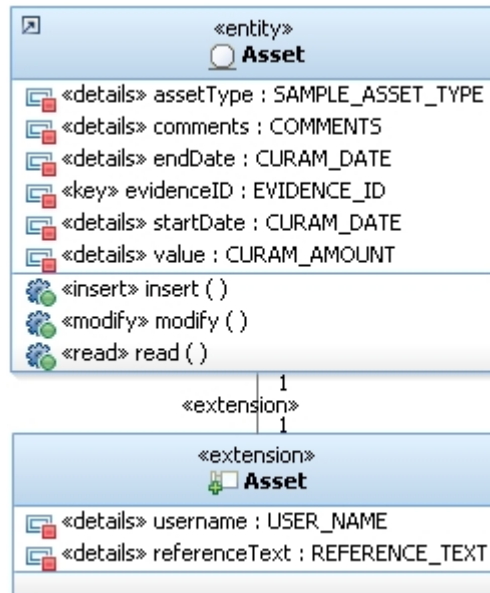 «entity»
Asset
«details» assetType : SAMPLE_ASSET_TYPE
«details» comments : COMMENTS
«details» endDate : CURAM_DATE
«key» evidenceID : EVIDENCE_ID
«details» startDate : CURAM_DATE
«details» value : CURAM_AMOUNT
«insert» insert ( )
«modify» modify ( )
«read» read ( )
1
«extension»
1
«extension»
Asset
«details» username : USER_NAME
«details» referenceText : REFERENCE_TEXT